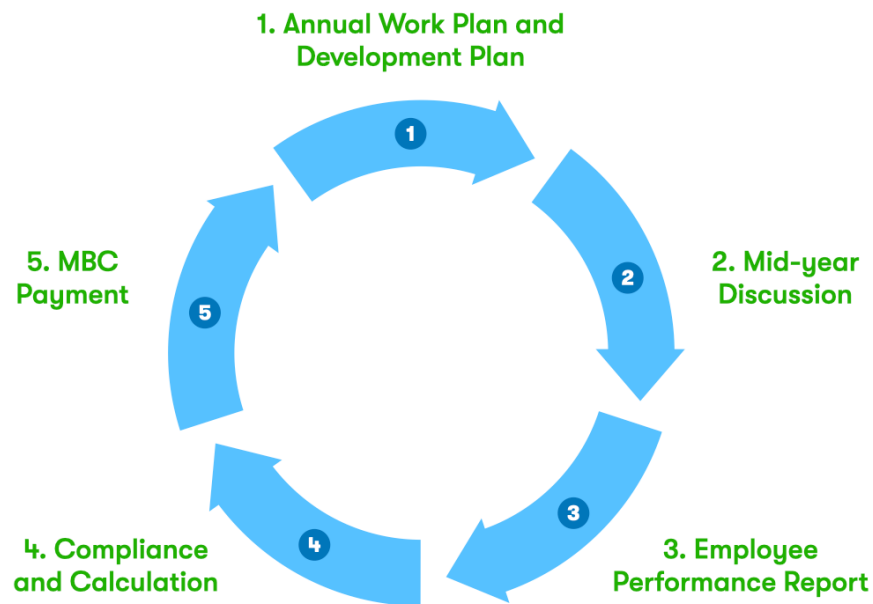 1. Annual Work Plan and
Development Plan
1
2
2. Mid-year
Discussion
3
3. Employee
Performance Report
4
4. Compliance
and Calculation
5
5. MBC
Payment